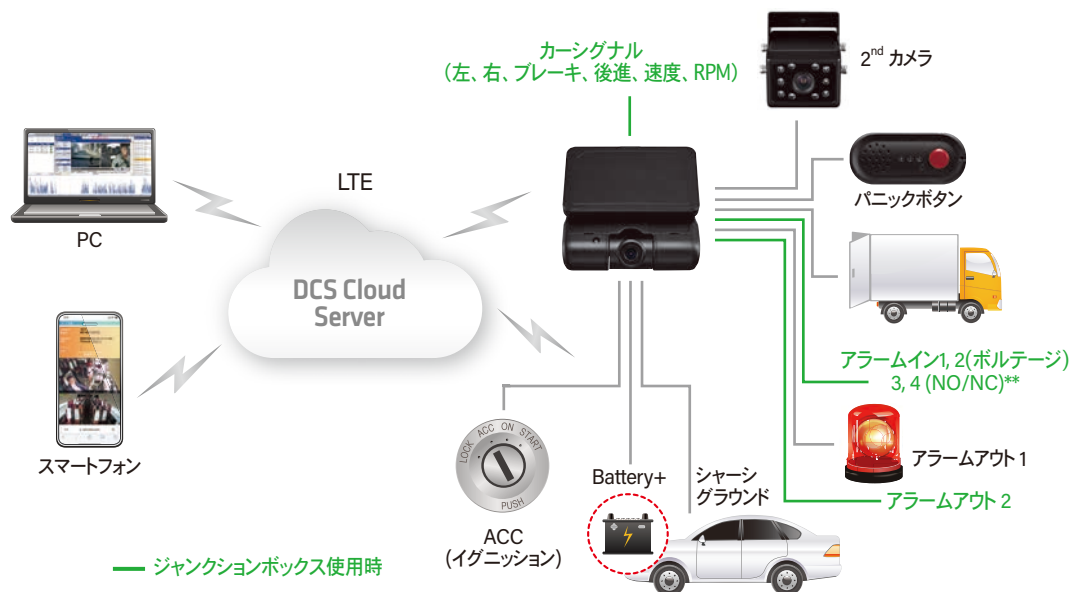 カーシグナル
(左、右、ブレーキ、後進、速度、RPM)
2nd カメラ
LTE
PC
パニックボタン
DCS Cloud
Server
アラームイン1, 2(ボルテージ)
3, 4 (NO/NC)**
スマートフォン
LOCK ACC ON START
PUSH
アラームアウト 1
Battery+
シャーシ
グラウンド
アラームアウト 2
ACC
(イグニッション)
ジャンクションボックス使用時